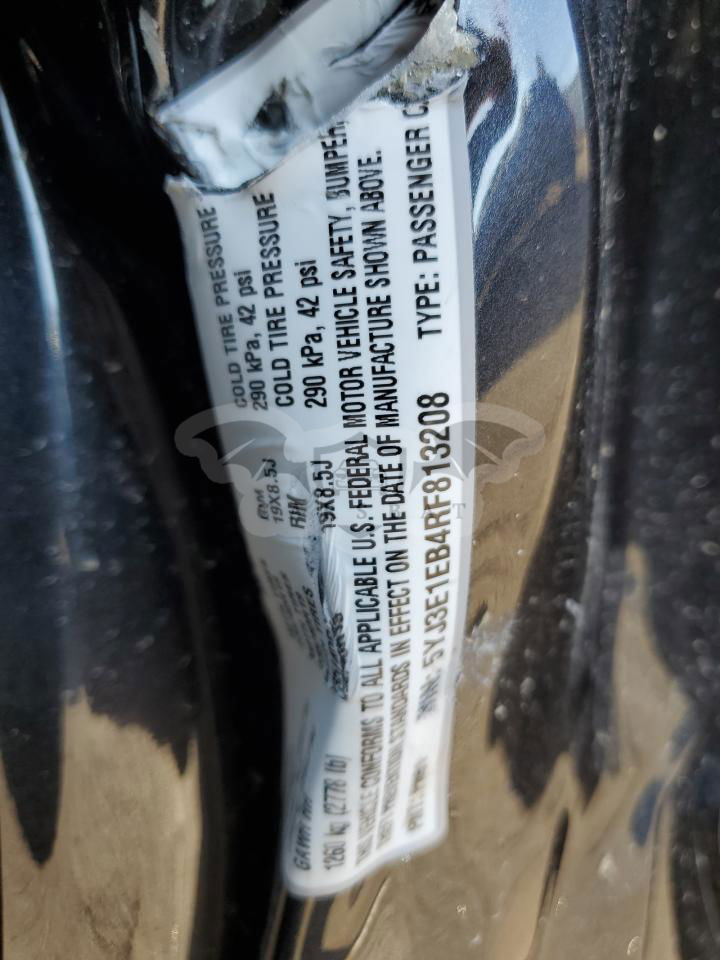 COLD TIRE PRESSURE
290 kPa, 42 psi
19X8.5J
COLD TIRE PRESSURE
RIM
290 kPa, 42 psi
19X8.5J
1260 kg (2778 lb)
THIS VEHICLE CONFORMS TO ALL APPLICABLE U.S. FEDERAL MOTOR VEHICLE SAFETY, BUMPER,
THEFT PREVENTION STANDARDS IN EFFECT ON THE DATE OF MANUFACTURE SHOWN ABOVE.
VIN: 5YJ3E1EB4RF813208 TYPE: PASSENGER C